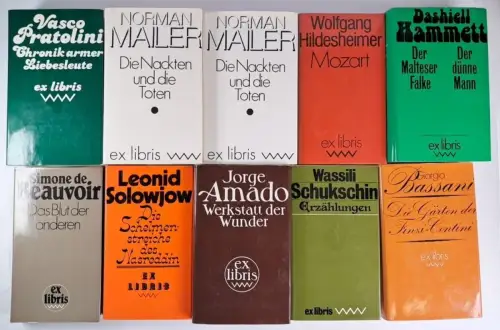 Vasco
Pratolini
Chronik armer
Liebesleute
ex libris
NORMAN
MAILER
Die Nackten
und die
Toten
ex libris
NORMAN
MAILER
Die Nackten
und die
Toten
ex libris
Wolfgang
Hildesheimer
Mozart
ex libris
Dashiell
Hammett
Der
Malteser
Falke
Der
dünne
Mann
ex libris
Simone de
Beauvoir
Das Blut der
anderen
ex
libris
Leonid
Solowjow
Die
Schelmen-
streiche des
Nasreddin
EX
LIBRIS
Jorge
Amado
Werkstatt der
Wunder
ex
libris
Wassili
Schukschin
Erzählungen
ex libris
Giorgio
Bassani
Die Gärten der
Finzi-Contini
ex libris